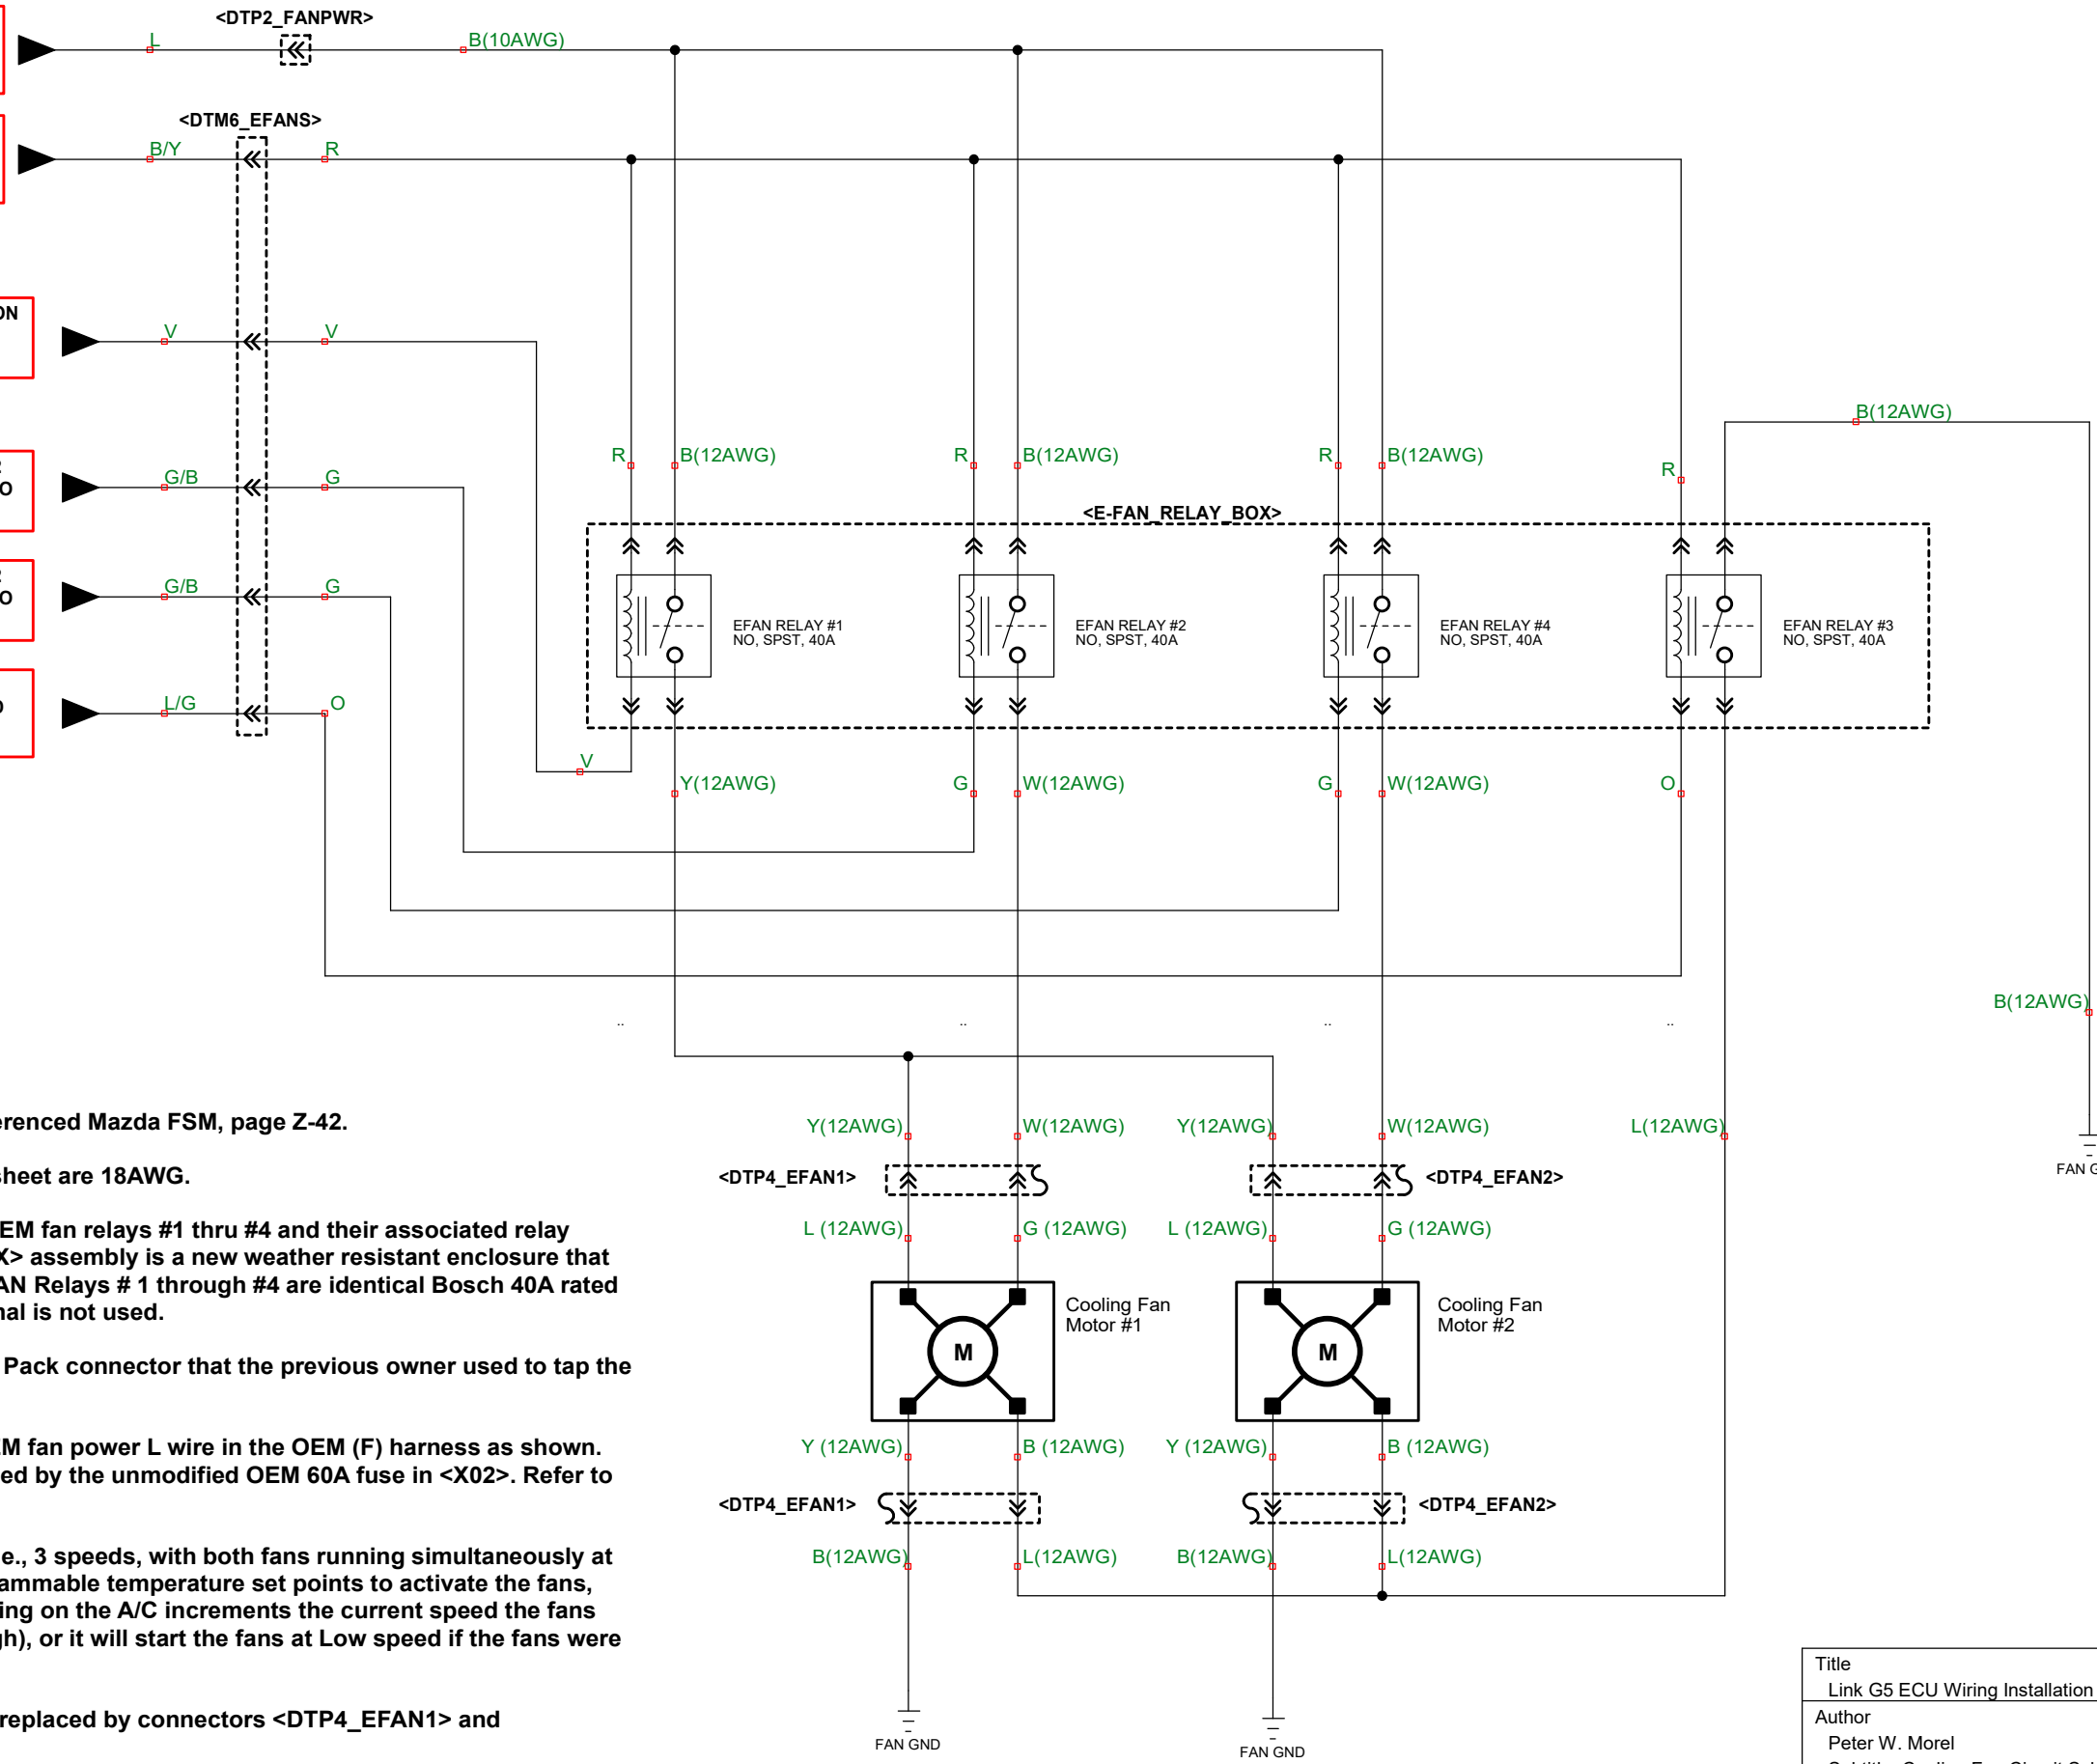 <DTP2_FANPWR>
L
B(10AWG)
<DTM6_EFANS>
B/Y
R
ON
V
V
B(12AWG)
R
B(12AWG)
R
B(12AWG)
R
B(12AWG)
R
G/B
G
O
<E-FAN_RELAY_BOX>
G/B
G
O
EFAN RELAY #1
NO, SPST, 40A
EFAN RELAY #2
NO, SPST, 40A
EFAN RELAY #4
NO, SPST, 40A
EFAN RELAY #3
NO, SPST, 40A
L/G
O
V
Y(12AWG)
G
W(12AWG)
G
W(12AWG)
O
B(12AWG)
erenced Mazda FSM, page Z-42.
Y(12AWG)
W(12AWG)
Y(12AWG)
W(12AWG)
L(12AWG)
sheet are 18AWG.
<DTP4_EFAN1>
<DTP4_EFAN2>
FAN G
EM fan relays #1 thru #4 and their associated relay
X> assembly is a new weather resistant enclosure that
AN Relays # 1 through #4 are identical Bosch 40A rated
nal is not used.
L (12AWG)
G (12AWG)
L (12AWG)
G (12AWG)
Cooling Fan
Motor #1
M
Cooling Fan
Motor #2
M
Pack connector that the previous owner used to tap the
EM fan power L wire in the OEM (F) harness as shown.
ed by the unmodified OEM 60A fuse in <X02>. Refer to
Y (12AWG)
B (12AWG)
Y (12AWG)
B (12AWG)
<DTP4_EFAN1>
<DTP4_EFAN2>
e., 3 speeds, with both fans running simultaneously at
ammable temperature set points to activate the fans,
ing on the A/C increments the current speed the fans
gh), or it will start the fans at Low speed if the fans were
B(12AWG)
L(12AWG)
B(12AWG)
L(12AWG)
replaced by connectors <DTP4_EFAN1> and
FAN GND
FAN GND
Title
Link G5 ECU Wiring Installation
Author
Peter W. Morel